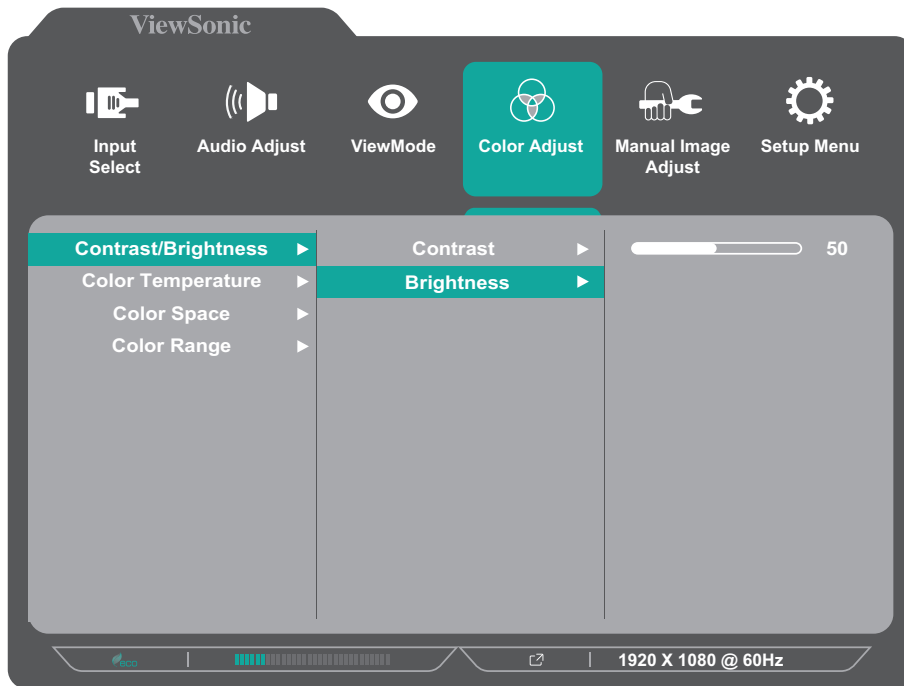 ViewSonic
Input
Select
Audio Adjust
ViewMode
Color Adjust
Manual Image
Adjust
Setup Menu
Contrast/Brightness
Color Temperature
Color Space
Color Range
Contrast
Brightness
50
eco
1920 X 1080 @ 60Hz